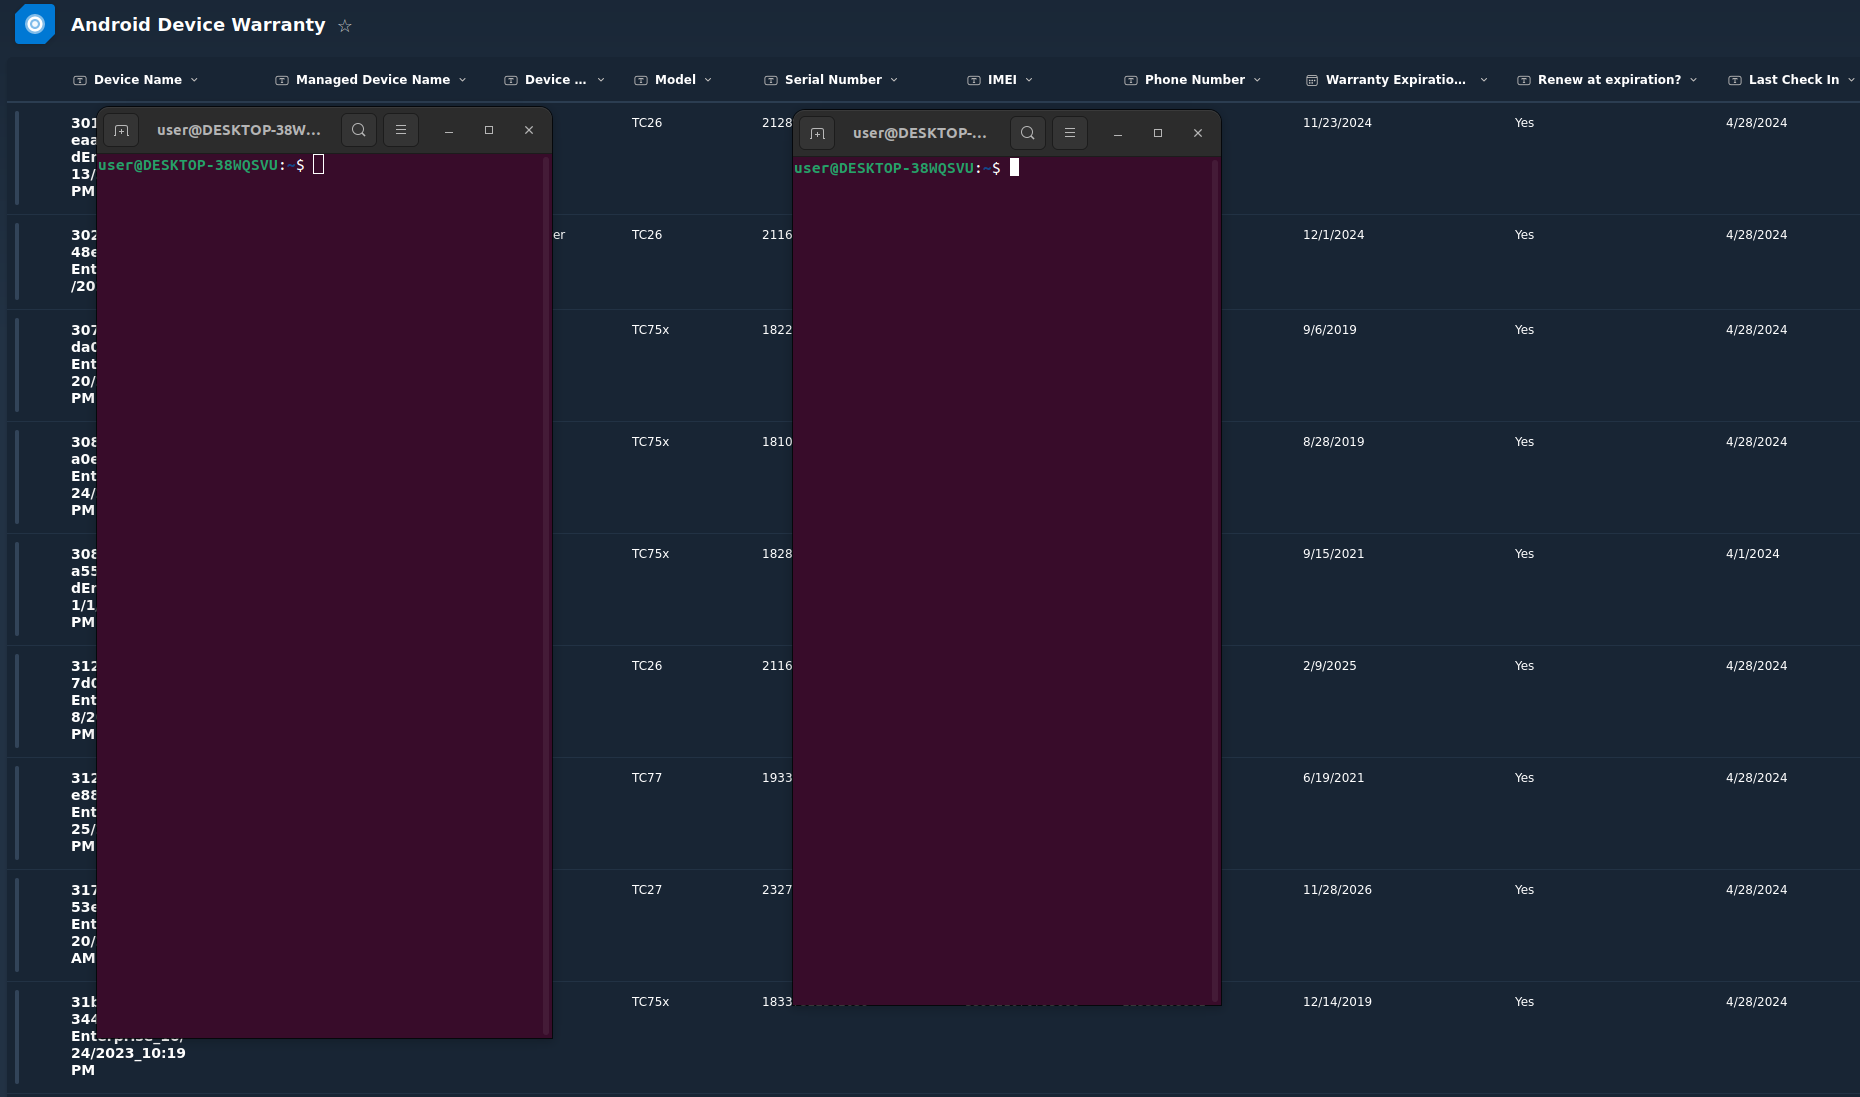 Android Device Warranty ☆
Device Name Managed Device Name Device ... Model Serial Number IMEI Phone Number Warranty Expiratio... Renew at expiration? Last Check In
user@DESKTOP-38W...
user@DESKTOP-38WQSVU:~$
user@DESKTOP-...
user@DESKTOP-38WQSVU:~$
301 TC26 2128 11/23/2024 Yes 4/28/2024
eaa
dEn
13/
PM
302 er TC26 2116 12/1/2024 Yes 4/28/2024
48e
Ent
/20
307 TC75x 1822 9/6/2019 Yes 4/28/2024
da0
Ent
20/
PM
308 TC75x 1810 8/28/2019 Yes 4/28/2024
a0e
Ent
24/
PM
308 TC75x 1828 9/15/2021 Yes 4/1/2024
a55
dEn
1/1
PM
312 TC26 2116 2/9/2025 Yes 4/28/2024
7d0
Ent
8/2
PM
312 TC77 1933 6/19/2021 Yes 4/28/2024
e88
Ent
25/
PM
317 TC27 2327 11/28/2026 Yes 4/28/2024
53e
Ent
20/
AM
31b TC75x 1833 12/14/2019 Yes 4/28/2024
344
24/2023_10:19
PM